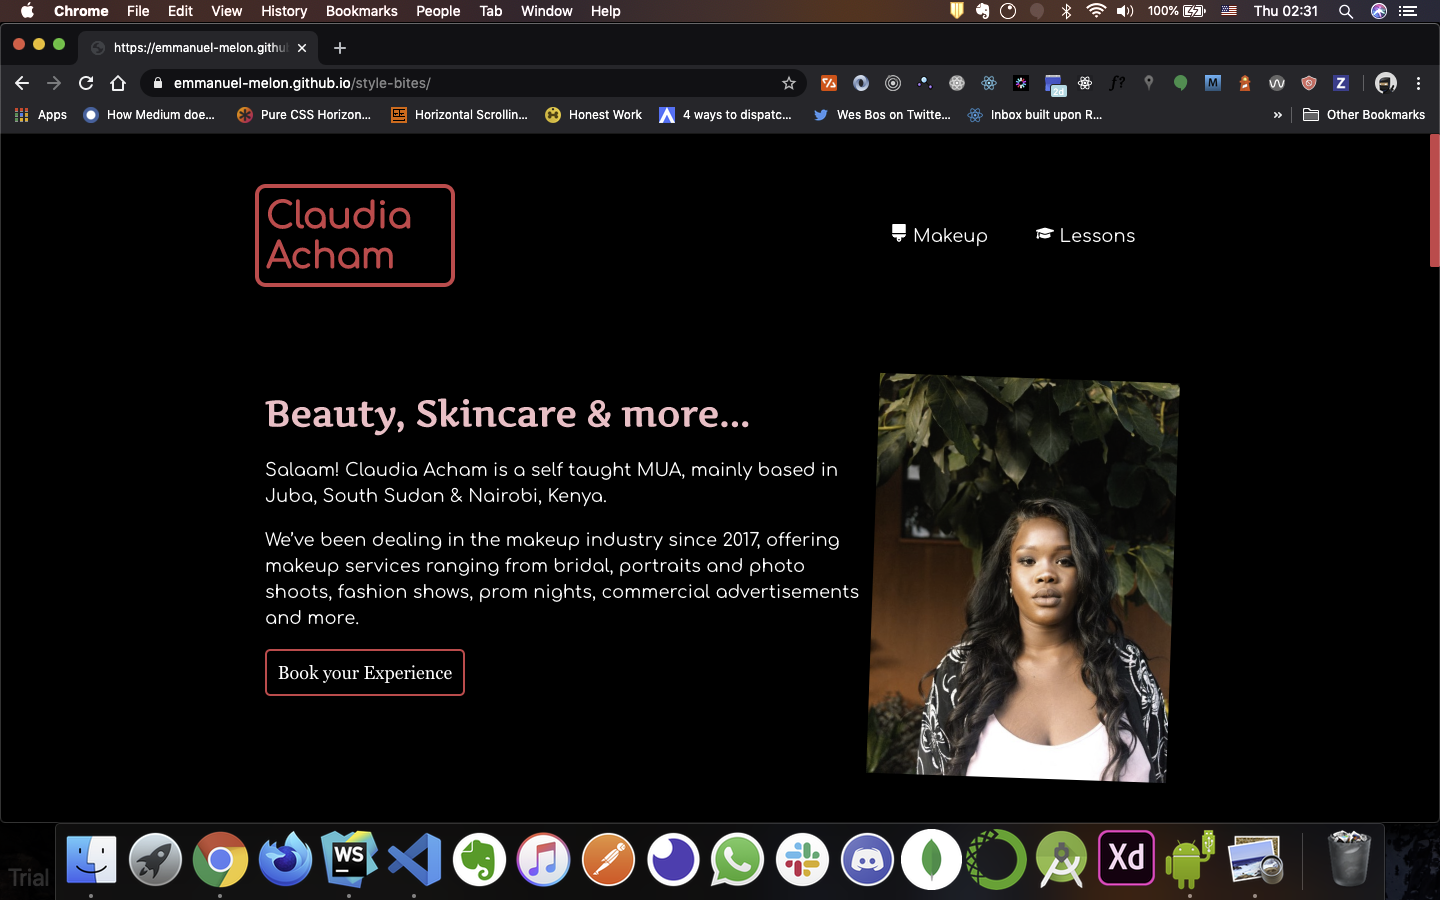 Chrome File Edit View History Bookmarks People Tab Window Help 100% Thu 02:31
https://emmanuel-melon.githu
emmanuel-melon.github.io/style-bites/
2d f? M Z
Apps How Medium doe... Pure CSS Horizon... Horizontal Scrollin... Honest Work 4 ways to dispatc... Wes Bos on Twitte... Inbox built upon R... » Other Bookmarks
Claudia
Acham
Makeup Lessons
Beauty, Skincare & more...
Salaam! Claudia Acham is a self taught MUA, mainly based in
Juba, South Sudan & Nairobi, Kenya.
We've been dealing in the makeup industry since 2017, offering
makeup services ranging from bridal, portraits and photo
shoots, fashion shows, prom nights, commercial advertisements
and more.
Book your Experience
WS Xd
Trial